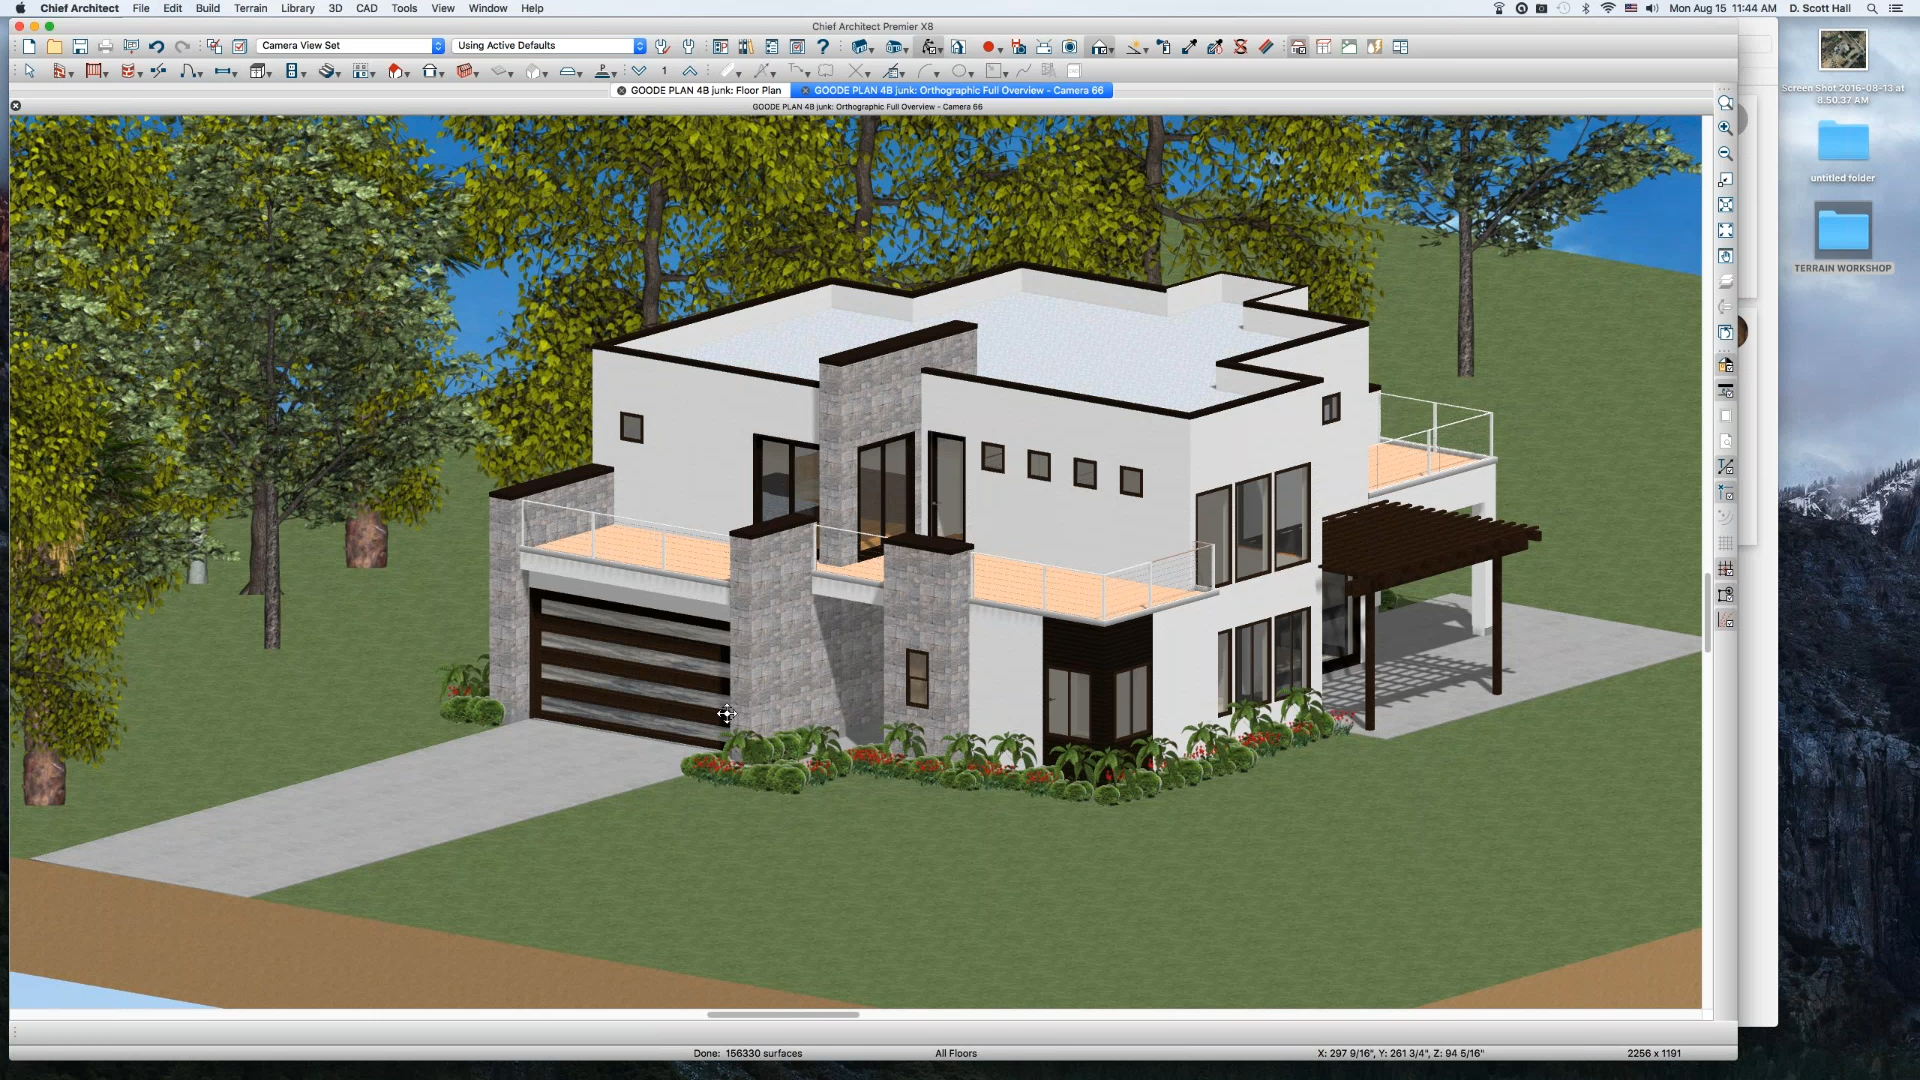 Chief Architect File Edit Build Terrain Library 3D CAD Tools View Window Help
Mon Aug 15 11:44 AM D. Scott Hall
Chief Architect Premier X8
Camera View Set
Using Active Defaults
1
GOODE PLAN 4B junk: Floor Plan
GOODE PLAN 4B junk: Orthographic Full Overview - Camera 66
GOODE PLAN 4B junk: Orthographic Full Overview - Camera 66
Screen Shot 2016-08-13 at
8.50.37 AM
untitled folder
TERRAIN WORKSHOP
Done: 156330 surfaces
All Floors
X: 297 9/16", Y: 261 3/4", Z: 94 5/16"
2256 x 1191